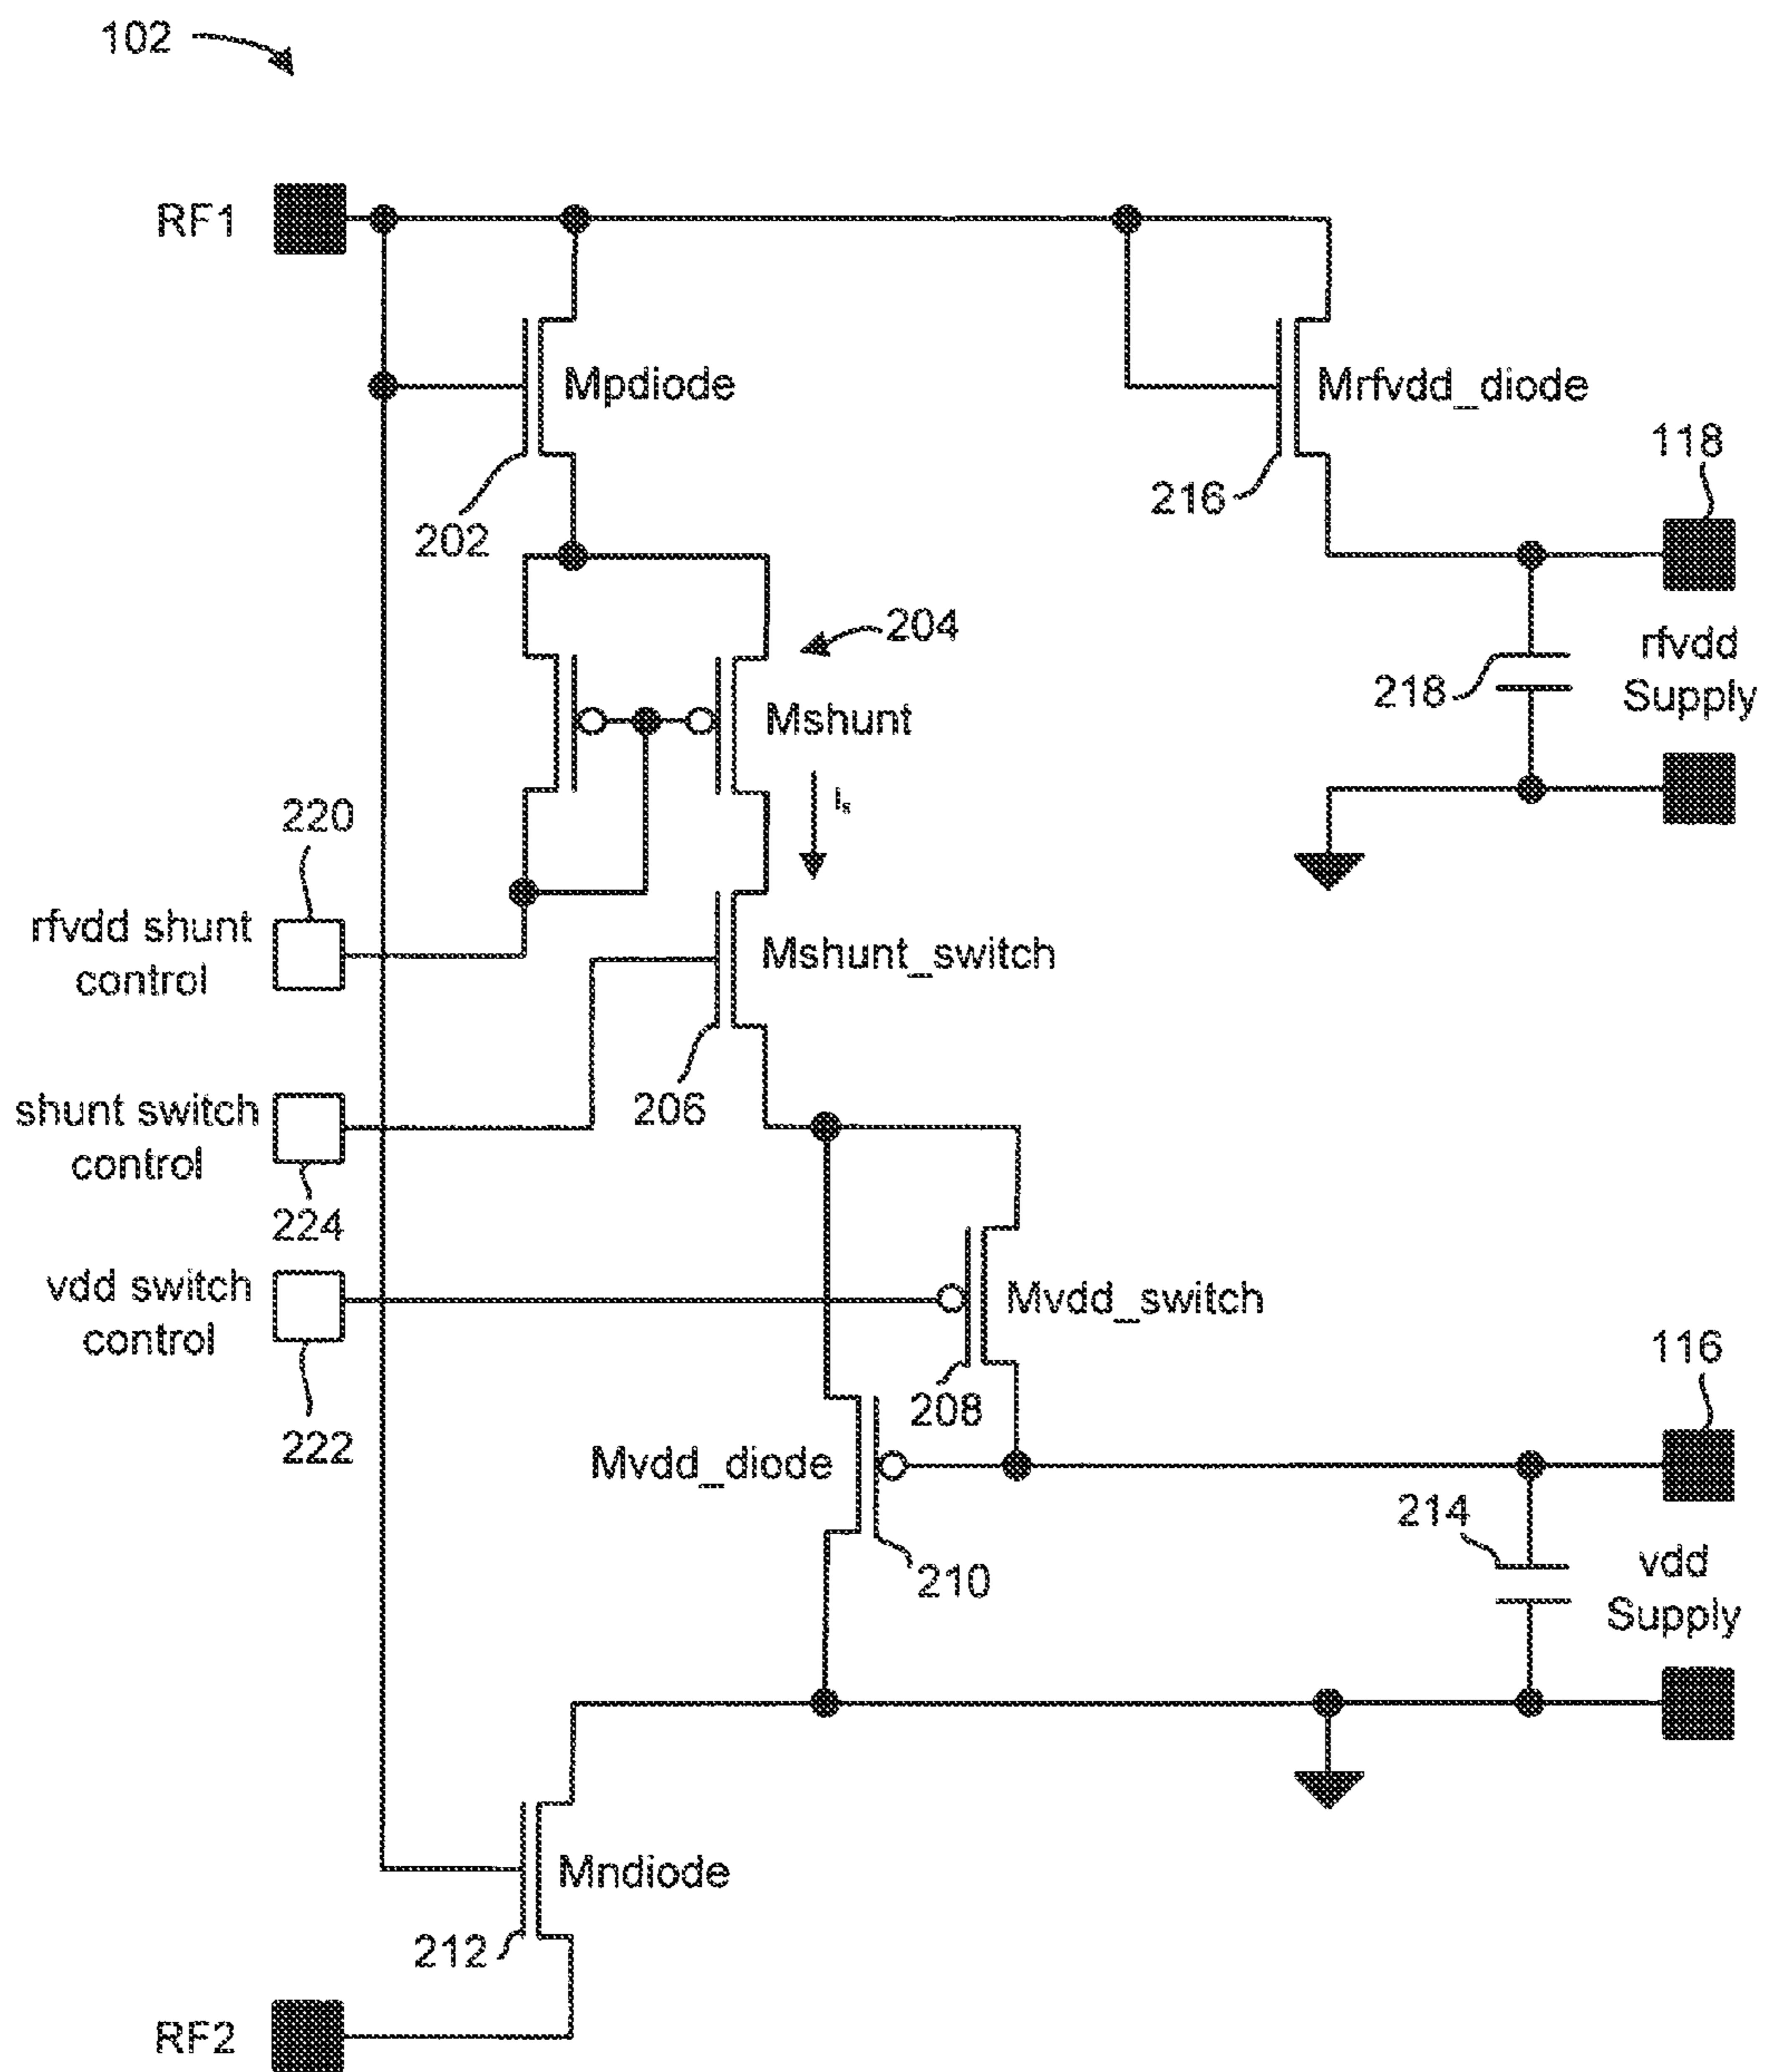 102
RF1
Mpdiode
Mrfvdd_diode
118
216
202
204
rfvdd
Supply
218
Mshunt
is
220
rfvdd shunt
control
Mshunt_switch
206
shunt switch
control
224
vdd switch
control
Mvdd_switch
116
208
222
Mvdd_diode
214
210
vdd
Supply
Mndiode
212
RF2